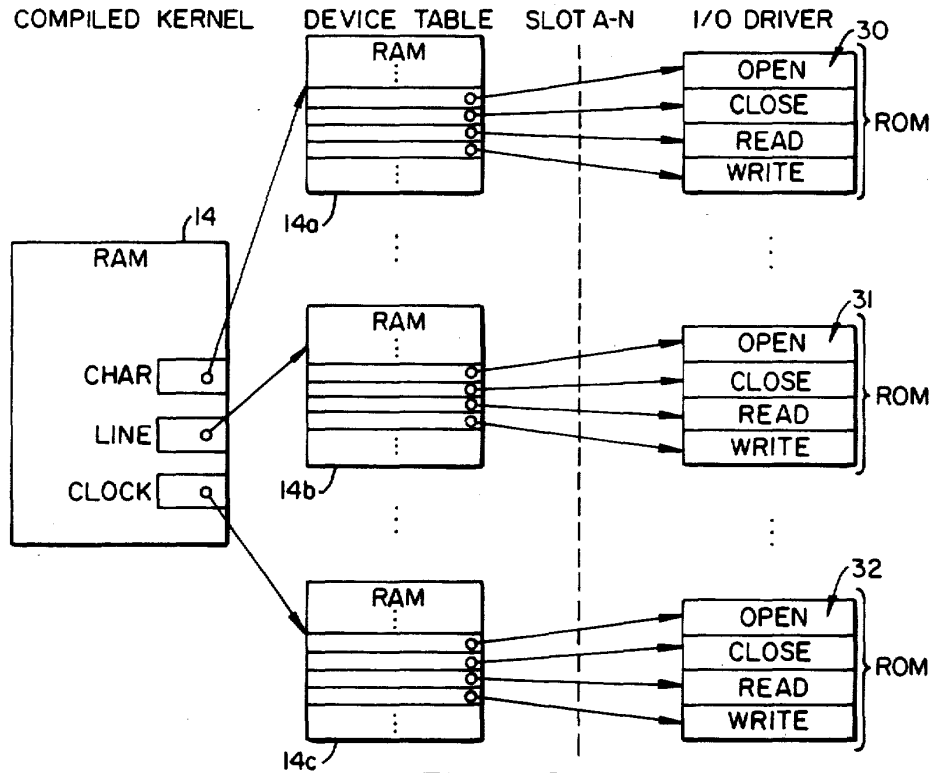 COMPILED KERNEL
DEVICE TABLE
SLOT A-N
I/O DRIVER
RAM
14a
30
OPEN
CLOSE
READ
WRITE
ROM
14
RAM
CHAR
LINE
CLOCK
RAM
14b
31
OPEN
CLOSE
READ
WRITE
ROM
RAM
14c
32
OPEN
CLOSE
READ
WRITE
ROM